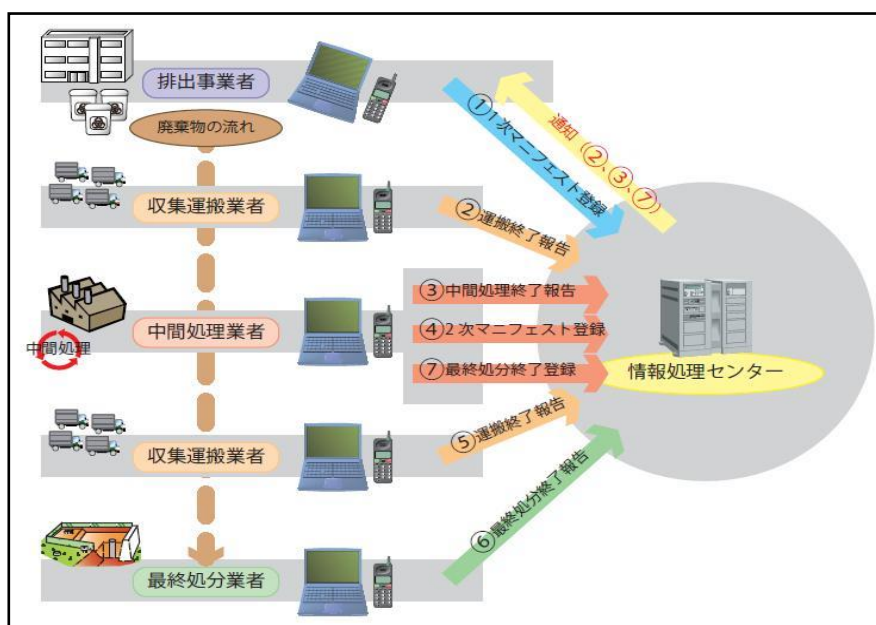 排出事業者
廃棄物の流れ
①1次マニフェスト登録
通知（②、③、⑦）
収集運搬業者
②運搬終了報告
③中間処理終了報告
中間処理業者
中間処理
④2次マニフェスト登録
⑦最終処分終了登録
情報処理センター
収集運搬業者
⑤運搬終了報告
⑥最終処分終了報告
最終処分業者